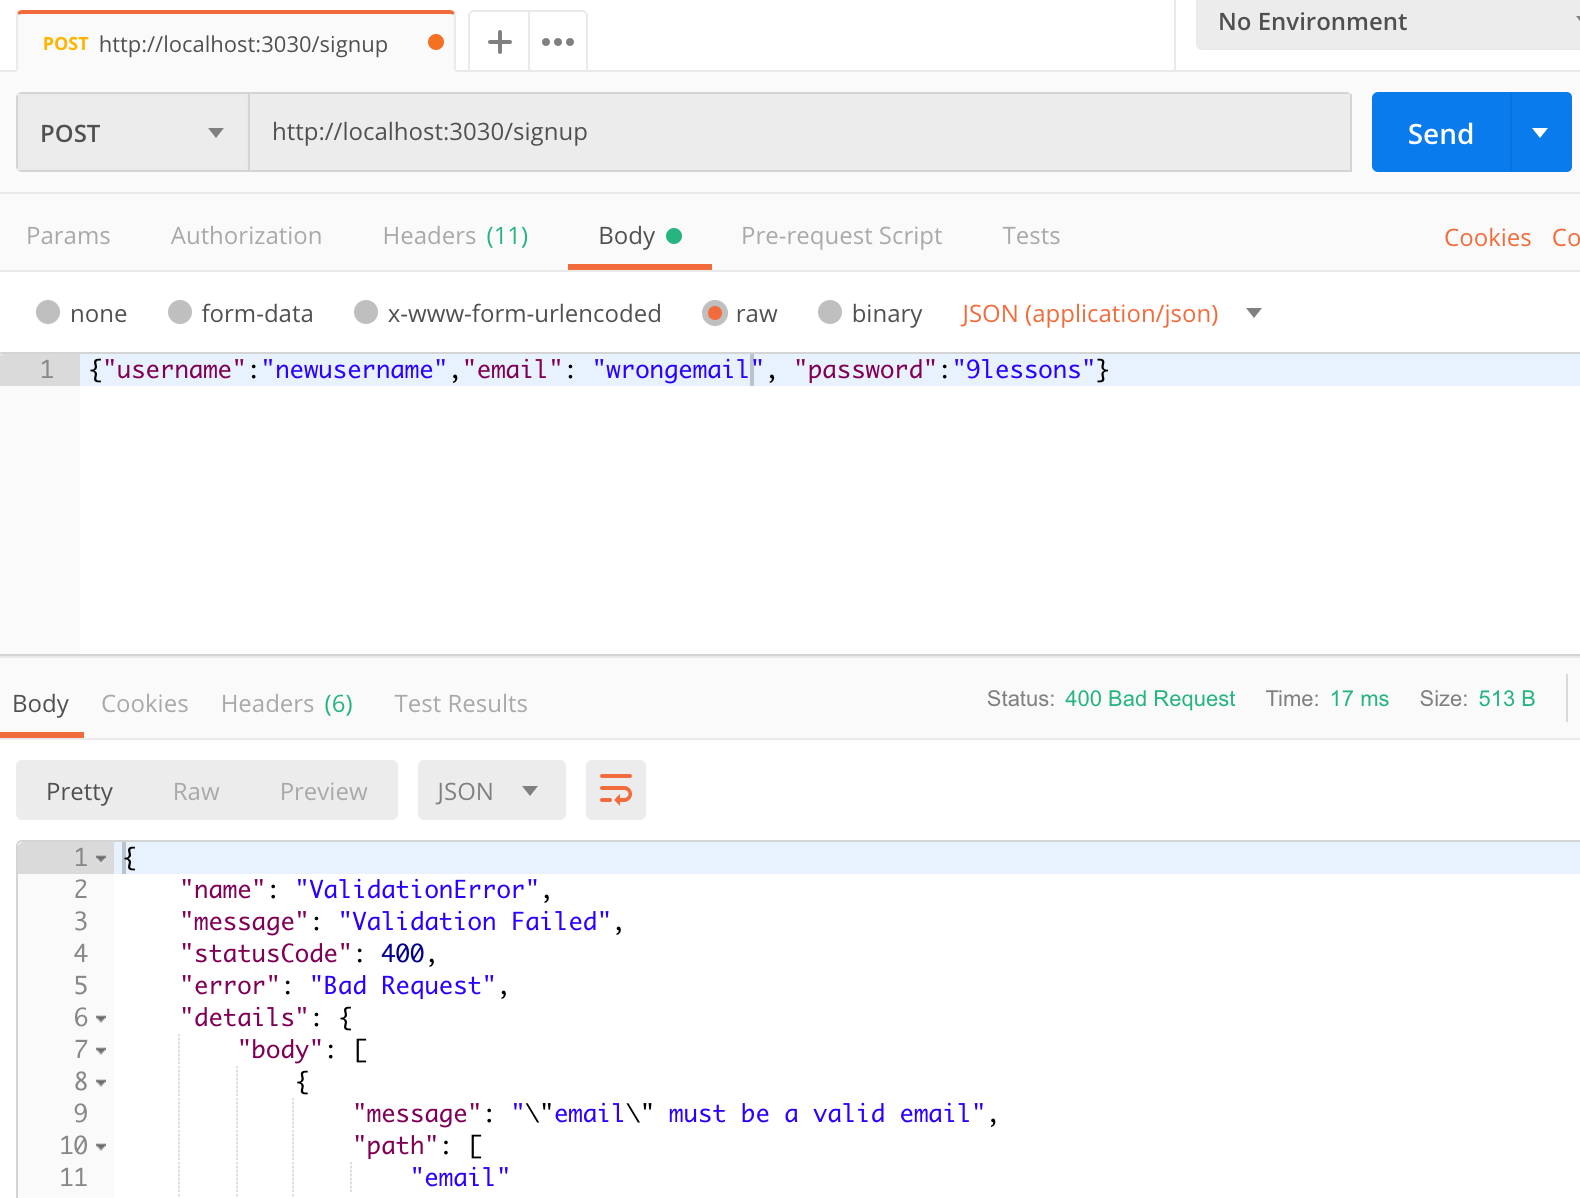 POST http://localhost:3030/signup
No Environment
POST http://localhost:3030/signup Send
Params Authorization Headers (11) Body Pre-request Script Tests Cookies Co
none form-data x-www-form-urlencoded raw binary JSON (application/json)
1 {"username":"newusername","email": "wrongemail", "password":"9lessons"}
Body Cookies Headers (6) Test Results Status: 400 Bad Request Time: 17 ms Size: 513 B
Pretty Raw Preview JSON
1 {
2 "name": "ValidationError",
3 "message": "Validation Failed",
4 "statusCode": 400,
5 "error": "Bad Request",
6 "details": {
7 "body": [
8 {
9 "message": "\"email\" must be a valid email",
10 "path": [
11 "email"